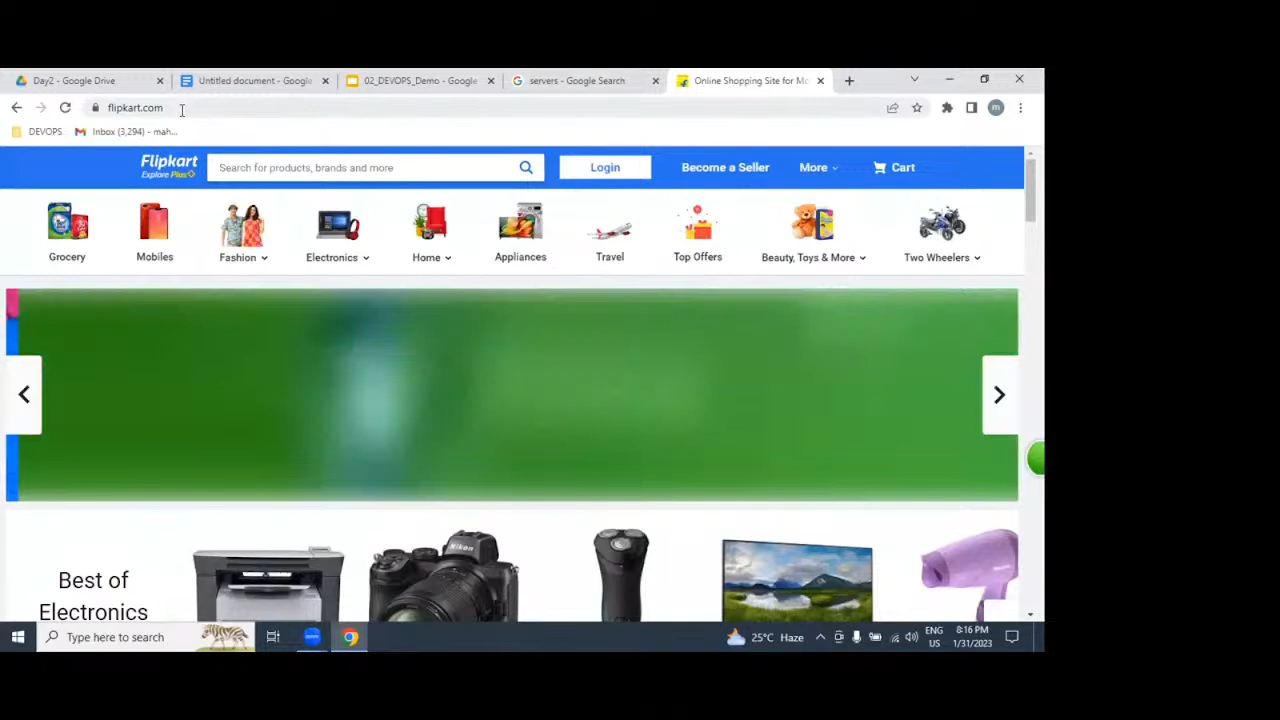 Day2 - Google Drive
Untitled document - Google
02_DEVOPS_Demo - Google
servers - Google Search
Online Shopping Site for Mo
flipkart.com
m
DEVOPS
Inbox (3,294) - mah...
Flipkart
Explore Plus
Search for products, brands and more
Login
Become a Seller
More
Cart
Grocery
Mobiles
Fashion
Electronics
Home
Appliances
Travel
Top Offers
Beauty, Toys & More
Two Wheelers
Best of
Electronics
Nikon
Type here to search
25°C Haze
ENG
US
8:16 PM
1/31/2023